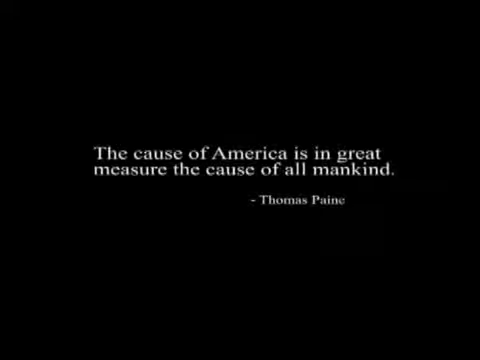 The cause of America is in great
measure the cause of all mankind.
- Thomas Paine